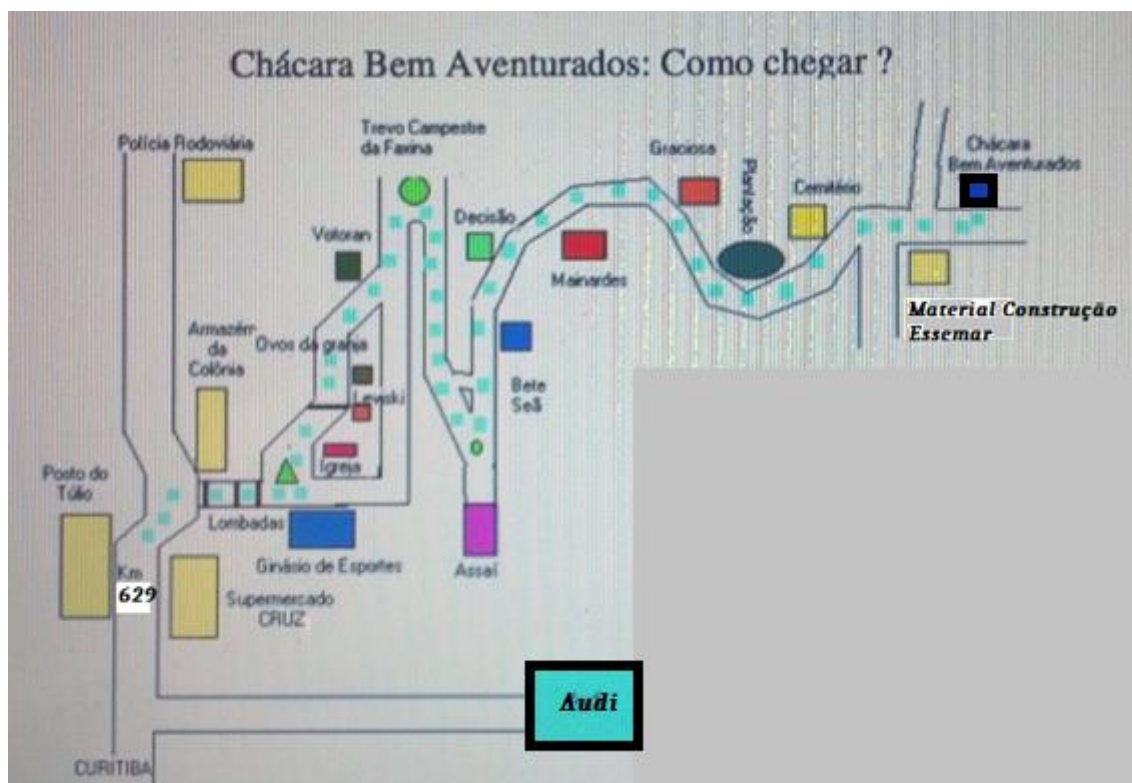 Chácara Bem Aventurados: Como chegar ?
Trevo Campestre
da Faxina
Polícia Rodoviária
Graciosa
Chácara
Bem Aventurados
Plantação
Cemitério
Votoran
Decisão
Mainardes
Material Construção
Essemar
Armazém
da
Colônia
Ovos da granja
Lewiski
Bete
Seã
Igreja
Posto do
Túlio
Lombadas
Ginásio de Esportes
Assaí
Km
629
Supermercado
CRUZ
Audi
CURITIBA